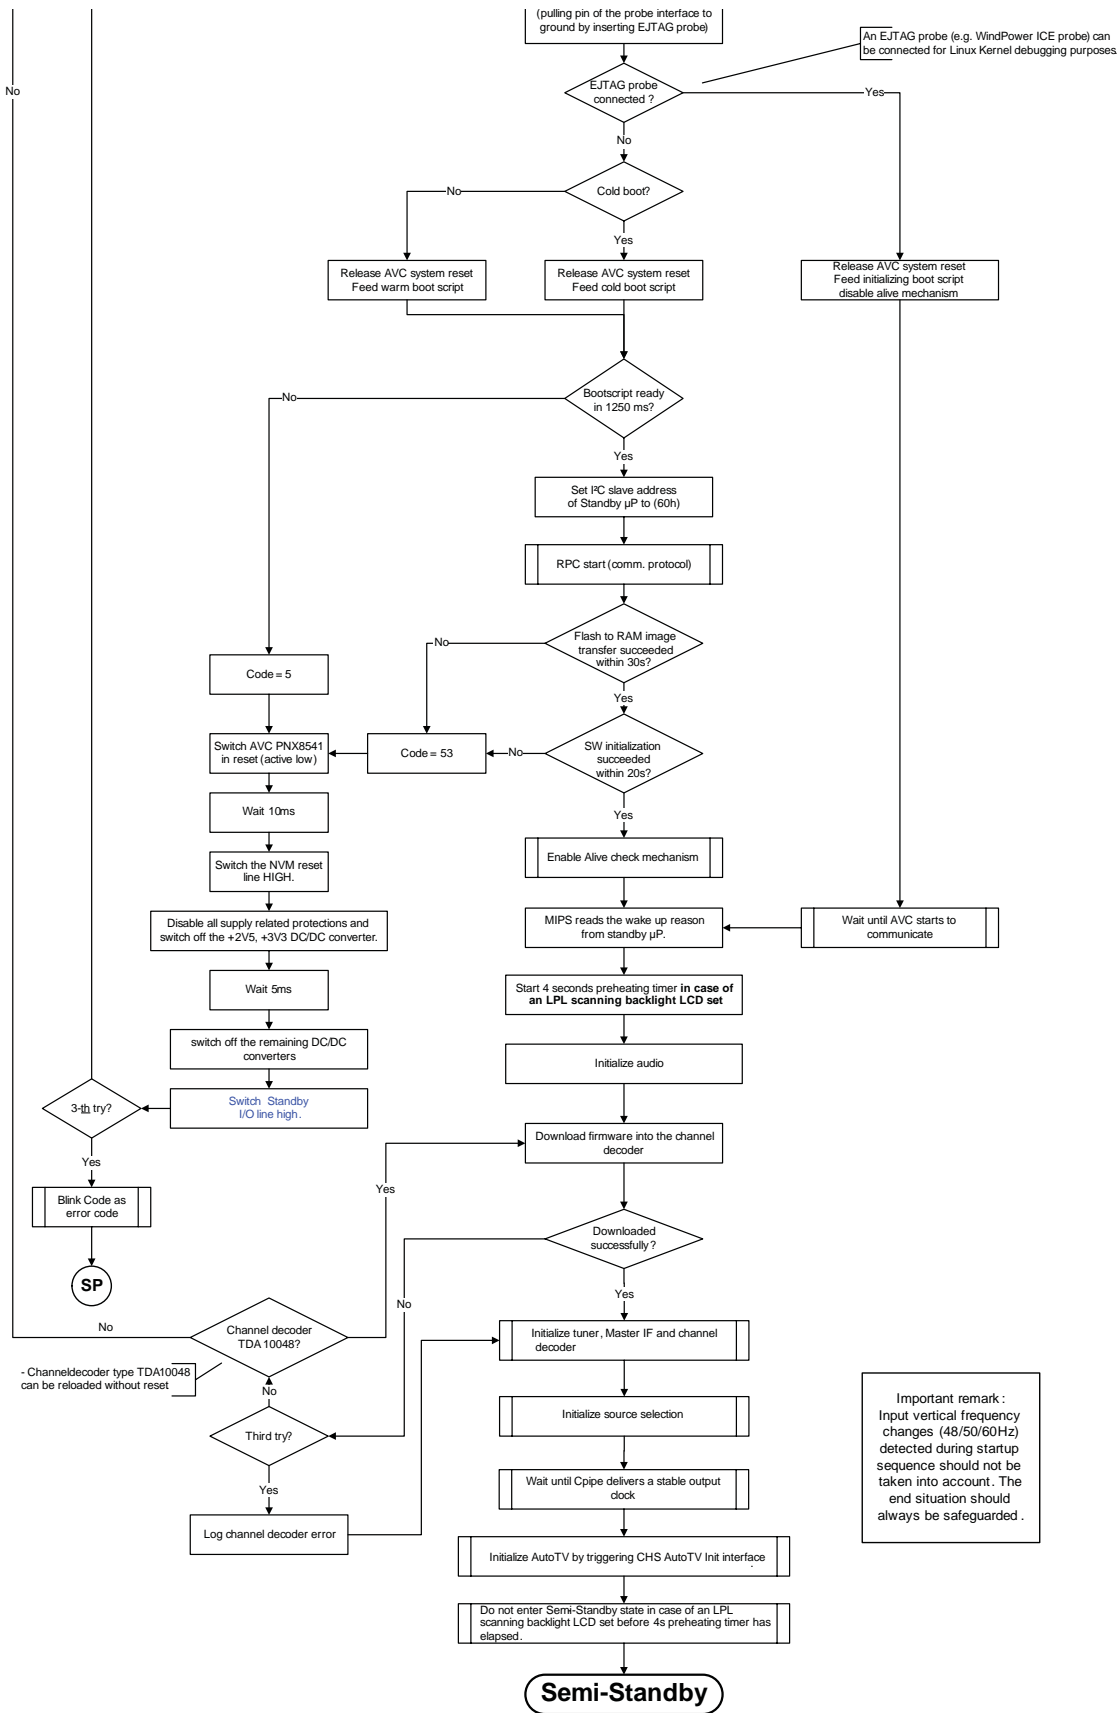 (pulling pin of the probe interface to
ground by inserting EJTAG probe)
An EJTAG probe (e.g. WindPower ICE probe) can
be connected for Linux Kernel debugging purposes.
No
EJTAG probe
connected ?
Yes
No
No
Cold boot?
Yes
Release AVC system reset
Feed warm boot script
Release AVC system reset
Feed cold boot script
Release AVC system reset
Feed initializing boot script
disable alive mechanism
No
Bootscript ready
in 1250 ms?
Yes
Set I²C slave address
of Standby µP to (60h)
RPC start (comm. protocol)
No
Flash to RAM image
transfer succeeded
within 30s?
Code = 5
Yes
Switch AVC PNX8541
in reset (active low)
Code = 53
No
SW initialization
succeeded
within 20s?
Wait 10ms
Yes
Switch the NVM reset
line HIGH.
Enable Alive check mechanism
Disable all supply related protections and
switch off the +2V5, +3V3 DC/DC converter.
MIPS reads the wake up reason
from standby µP.
Wait until AVC starts to
communicate
Wait 5ms
Start 4 seconds preheating timer in case of
an LPL scanning backlight LCD set
switch off the remaining DC/DC
converters
Initialize audio
3-th try?
Switch Standby
I/O line high.
Download firmware into the channel
decoder
Yes
Yes
Blink Code as
error code
Downloaded
successfully ?
SP
Yes
No
No
Channel decoder
TDA 10048?
Initialize tuner, Master IF and channel
decoder
- Channeldecoder type TDA10048
can be reloaded without reset
No
Third try?
Initialize source selection
Yes
Wait until Cpipe delivers a stable output
clock
Log channel decoder error
Initialize AutoTV by triggering CHS AutoTV Init interface
.
Do not enter Semi-Standby state in case of an LPL
scanning backlight LCD set before 4s preheating timer has
elapsed.
Semi-Standby
Important remark :
Input vertical frequency
changes (48/50/60Hz)
detected during startup
sequence should not be
taken into account. The
end situation should
always be safeguarded .